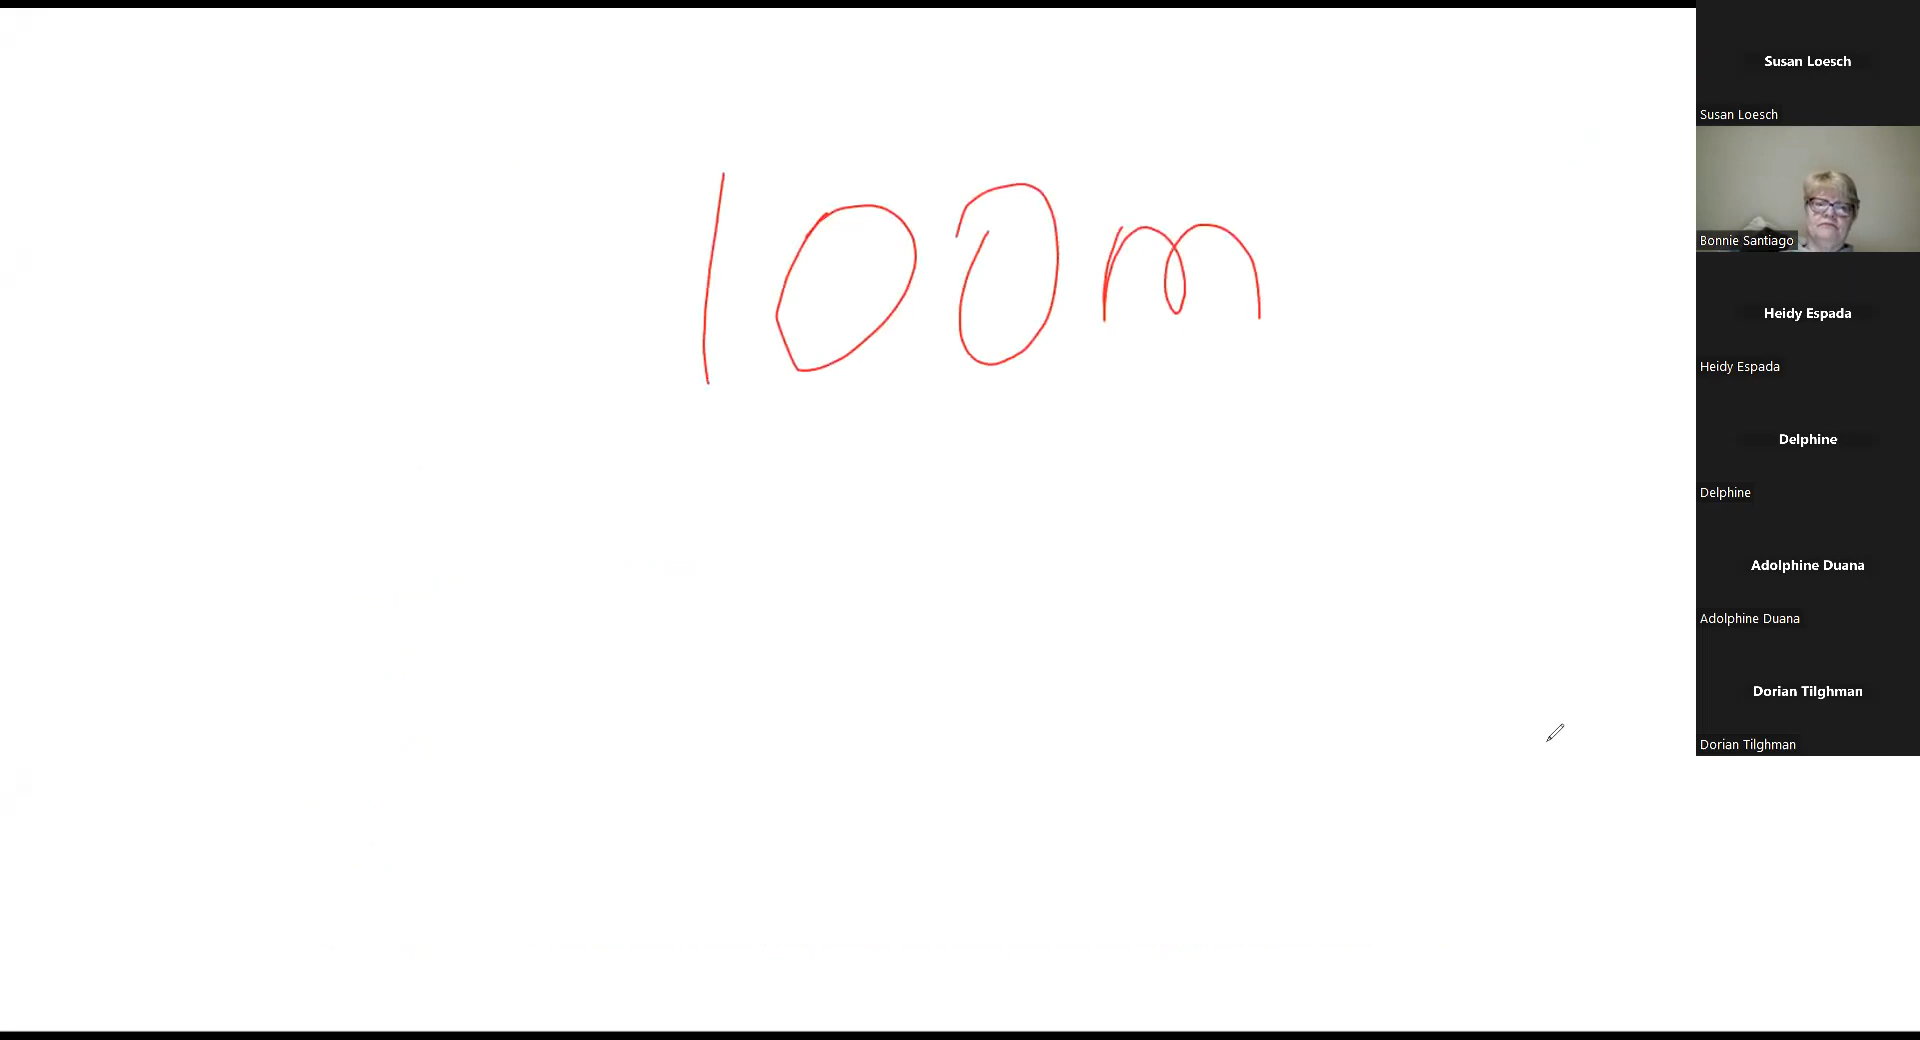 100m
Susan Loesch
Susan Loesch
Bonnie Santiago
Heidy Espada
Heidy Espada
Delphine
Delphine
Adolphine Duana
Adolphine Duana
Dorian Tilghman
Dorian Tilghman